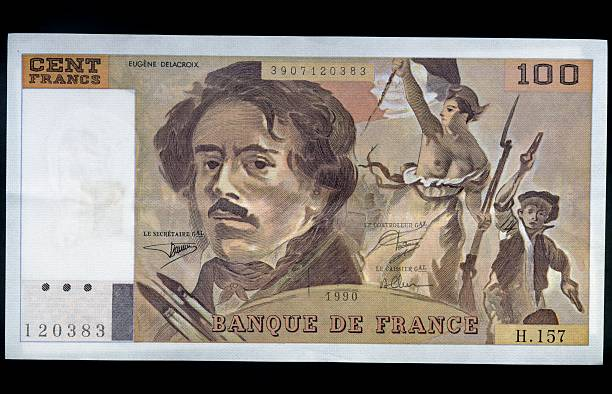 CENT
FRANCS
EUGÈNE DELACROIX
3907120383
100
LE SECRÉTAIRE GAL
LE CONTROLEUR GAL
LE CAISSIER GAL
1990
BANQUE DE FRANCE
120383
H.157